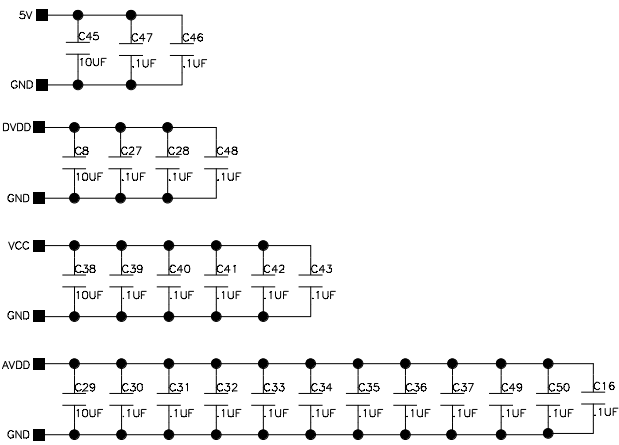 5V C45 C47 C46
10UF .1UF .1UF
GND
DVDD C8 C27 C28 C48
10UF .1UF .1UF .1UF
GND
VCC C38 C39 C40 C41 C42 C43
10UF .1UF .1UF .1UF .1UF .1UF
GND
AVDD C29 C30 C31 C32 C33 C34 C35 C36 C37 C49 C50 C16
10UF .1UF .1UF .1UF .1UF .1UF .1UF .1UF .1UF .1UF .1UF .1UF
GND